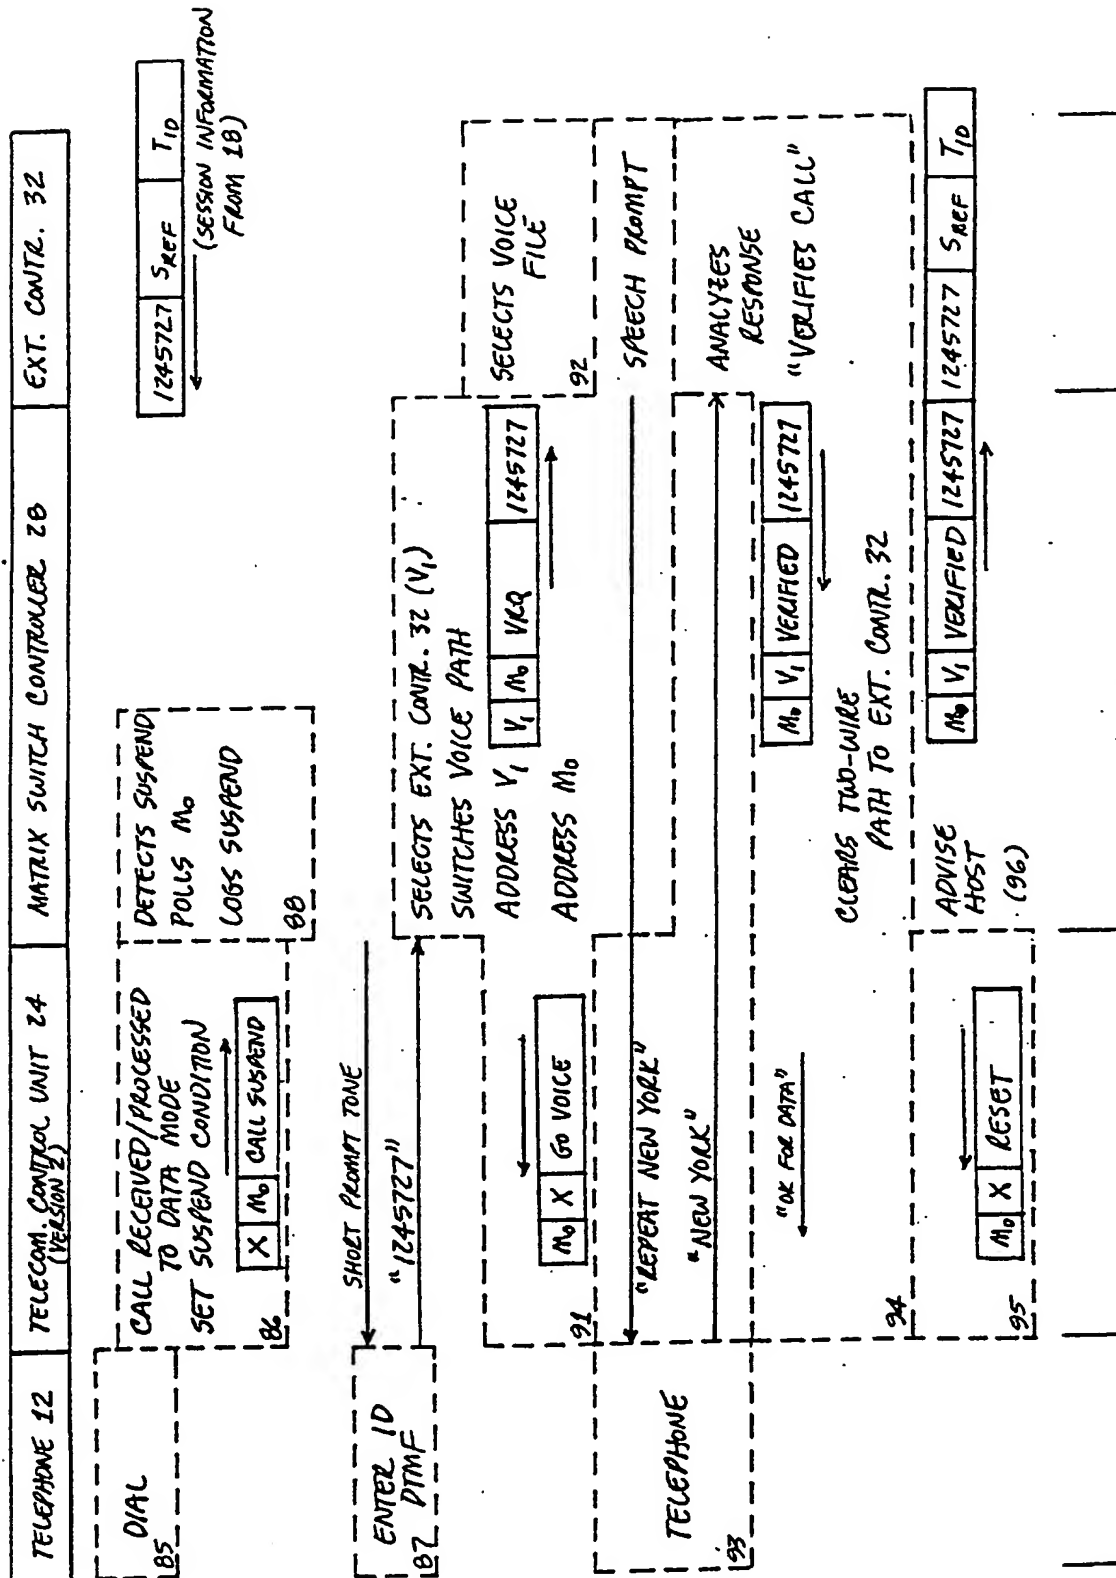 TELEPHONE 12
TELECOM. CONTROL UNIT 24
(VERSION 2)
MATRIX SWITCH CONTROLLER 28
EXT. CONTR. 32
DIAL
85
CALL RECEIVED/PROCESSED
TO DATA MODE
SET SUSPEND CONDITION
X M₀ CALL SUSPEND
86
DETECTS SUSPEND
POLLS M₀
LOGS SUSPEND
88
1245727 SREF TID
(SESSION INFORMATION
FROM 18)
SHORT PROMPT TONE
ENTER ID
DTMF
87
"1245727"
SELECTS EXT. CONTR. 32 (V₁)
SWITCHES VOICE PATH
ADDRESS V₁
V₁ M₀ VRQ 1245727
ADDRESS M₀
SELECTS VOICE
FILE
92
M₀ X GO VOICE
91
SPEECH PROMPT
"REPEAT NEW YORK"
TELEPHONE
93
"NEW YORK"
ANALYZES
RESPONSE
"VERIFIES CALL"
M₀ V₁ VERIFIED 1245727
"OK FOR DATA"
CLEARS TWO-WIRE
PATH TO EXT. CONTR. 32
94
ADVISE
HOST
(96)
M₀ V₁ VERIFIED 1245727 1245727 SREF TID
M₀ X RESET
95